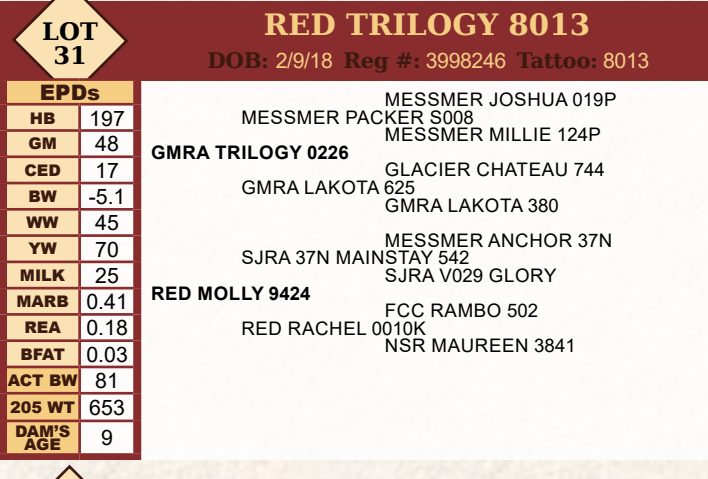 LOT
31
RED TRILOGY 8013
DOB: 2/9/18 Reg #: 3998246 Tattoo: 8013
EPDs
HB 197
GM 48
CED 17
BW -5.1
WW 45
YW 70
MILK 25
MARB 0.41
REA 0.18
BFAT 0.03
ACT BW 81
205 WT 653
DAM'S AGE 9
MESSMER JOSHUA 019P
MESSMER PACKER S008
MESSMER MILLIE 124P
GMRA TRILOGY 0226
GLACIER CHATEAU 744
GMRA LAKOTA 625
GMRA LAKOTA 380
MESSMER ANCHOR 37N
SJRA 37N MAINSTAY 542
SJRA V029 GLORY
RED MOLLY 9424
FCC RAMBO 502
RED RACHEL 0010K
NSR MAUREEN 3841